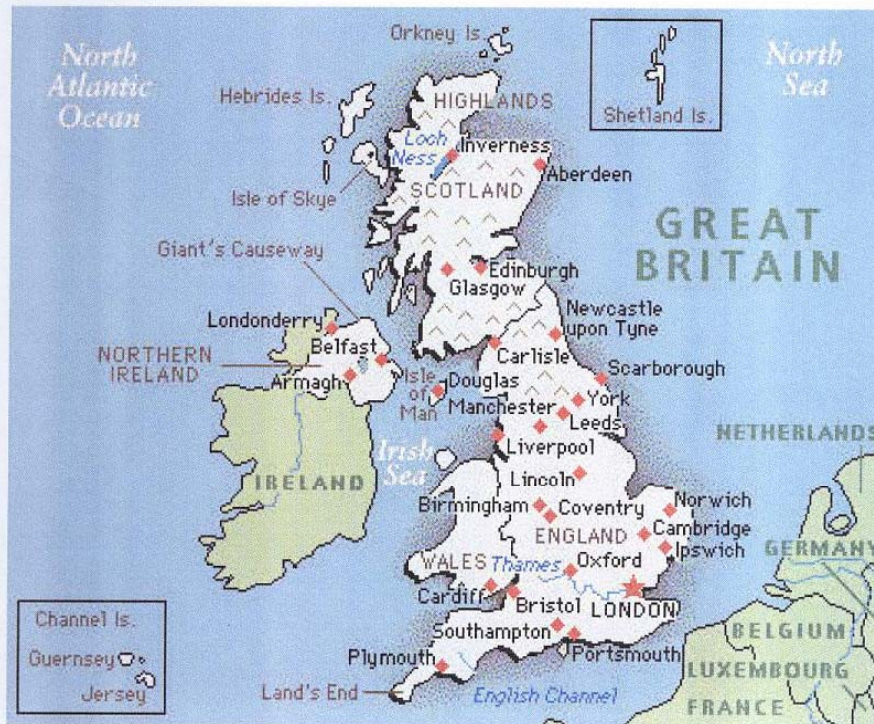 Orkney Is.
North
Atlantic
Ocean
North
Sea
Hebrides Is.
HIGHLANDS
Shetland Is.
Loch
Ness
Inverness
Aberdeen
SCOTLAND
Isle of Skye
GREAT
BRITAIN
Giant's Causeway
Edinburgh
Glasgow
Newcastle
upon Tyne
Londonderry
Belfast
Carlisle
NORTHERN
IRELAND
Armagh
Isle
of
Man
Douglas
Scarborough
York
Manchester
Leeds
NETHERLANDS
Liverpool
Irish
Sea
IRELAND
Lincoln
Birmingham
Coventry
Norwich
ENGLAND
Cambridge
Ipswich
GERMANY
WALES
Thames
Oxford
Cardiff
Bristol
LONDON
Channel Is.
Guernsey
Jersey
Southampton
Portsmouth
BELGIUM
Plymouth
LUXEMBOURG
Land's End
English Channel
FRANCE